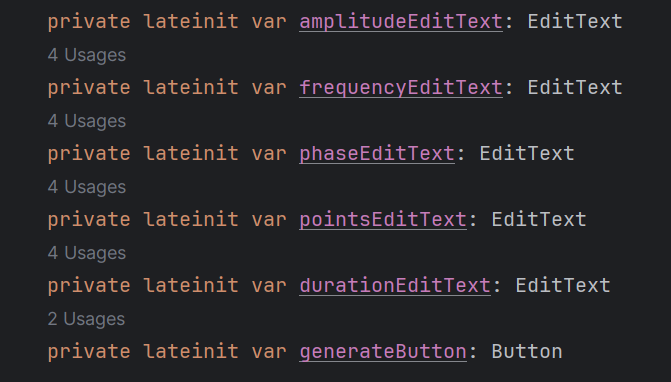 private lateinit var amplitudeEditText: EditText
4 Usages
private lateinit var frequencyEditText: EditText
4 Usages
private lateinit var phaseEditText: EditText
4 Usages
private lateinit var pointsEditText: EditText
4 Usages
private lateinit var durationEditText: EditText
2 Usages
private lateinit var generateButton: Button